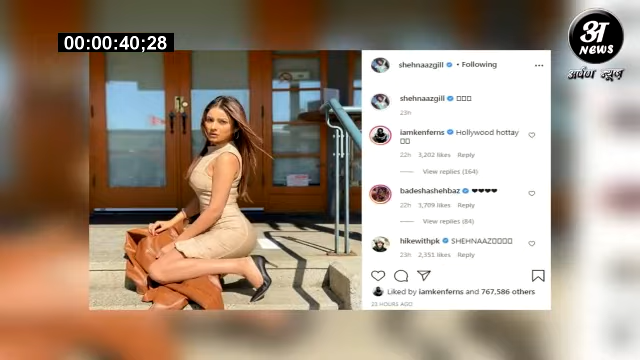 00:00:40;28
अ
NEWS
अर्पण न्यूज़
shehnaazgill • Following
shehnaazgill
23h
iamkenferns Hollywood hottay
22h 3,202 likes Reply
View replies (164)
badeshashehbaz ❤❤❤❤
22h 3,709 likes Reply
View replies (84)
hikewithpk SHEHNAAZ
23h 2,351 likes Reply
Liked by iamkenferns and 767,586 others
23 HOURS AGO